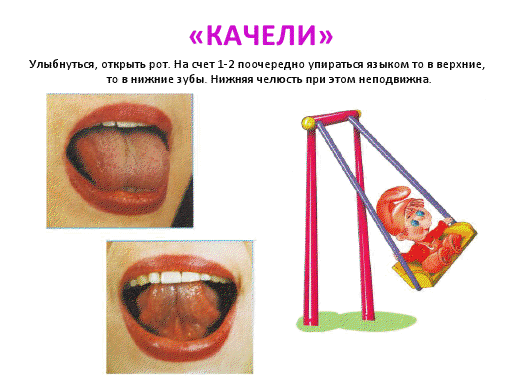 «КАЧЕЛИ»
Улыбнуться, открыть рот. На счет 1-2 поочередно упираться языком то в верхние,
то в нижние зубы. Нижняя челюсть при этом неподвижна.